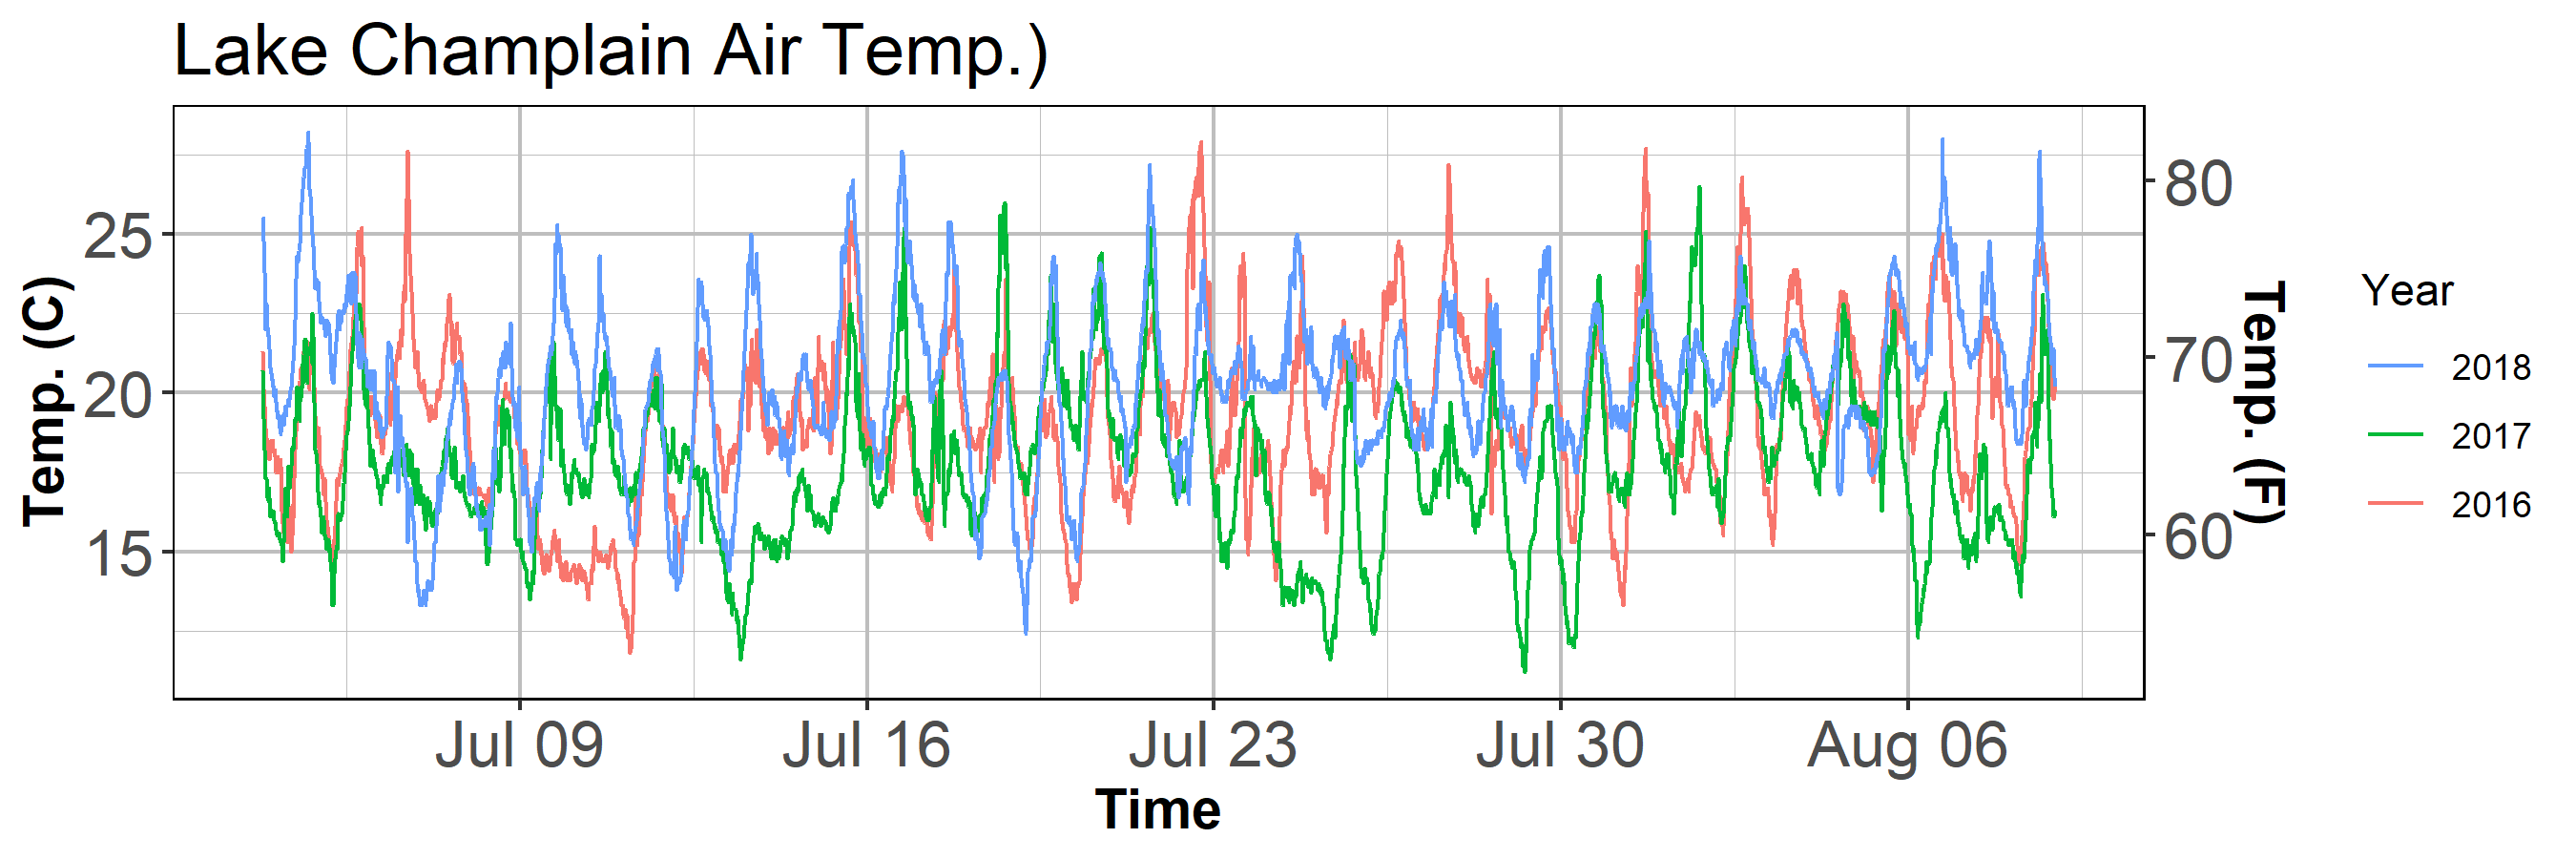 Lake Champlain Air Temp.)
Temp. (C)
25
20
15
80
70
60
Temp. (F)
Jul 09
Jul 16
Jul 23
Jul 30
Aug 06
Time
Year
2018
2017
2016